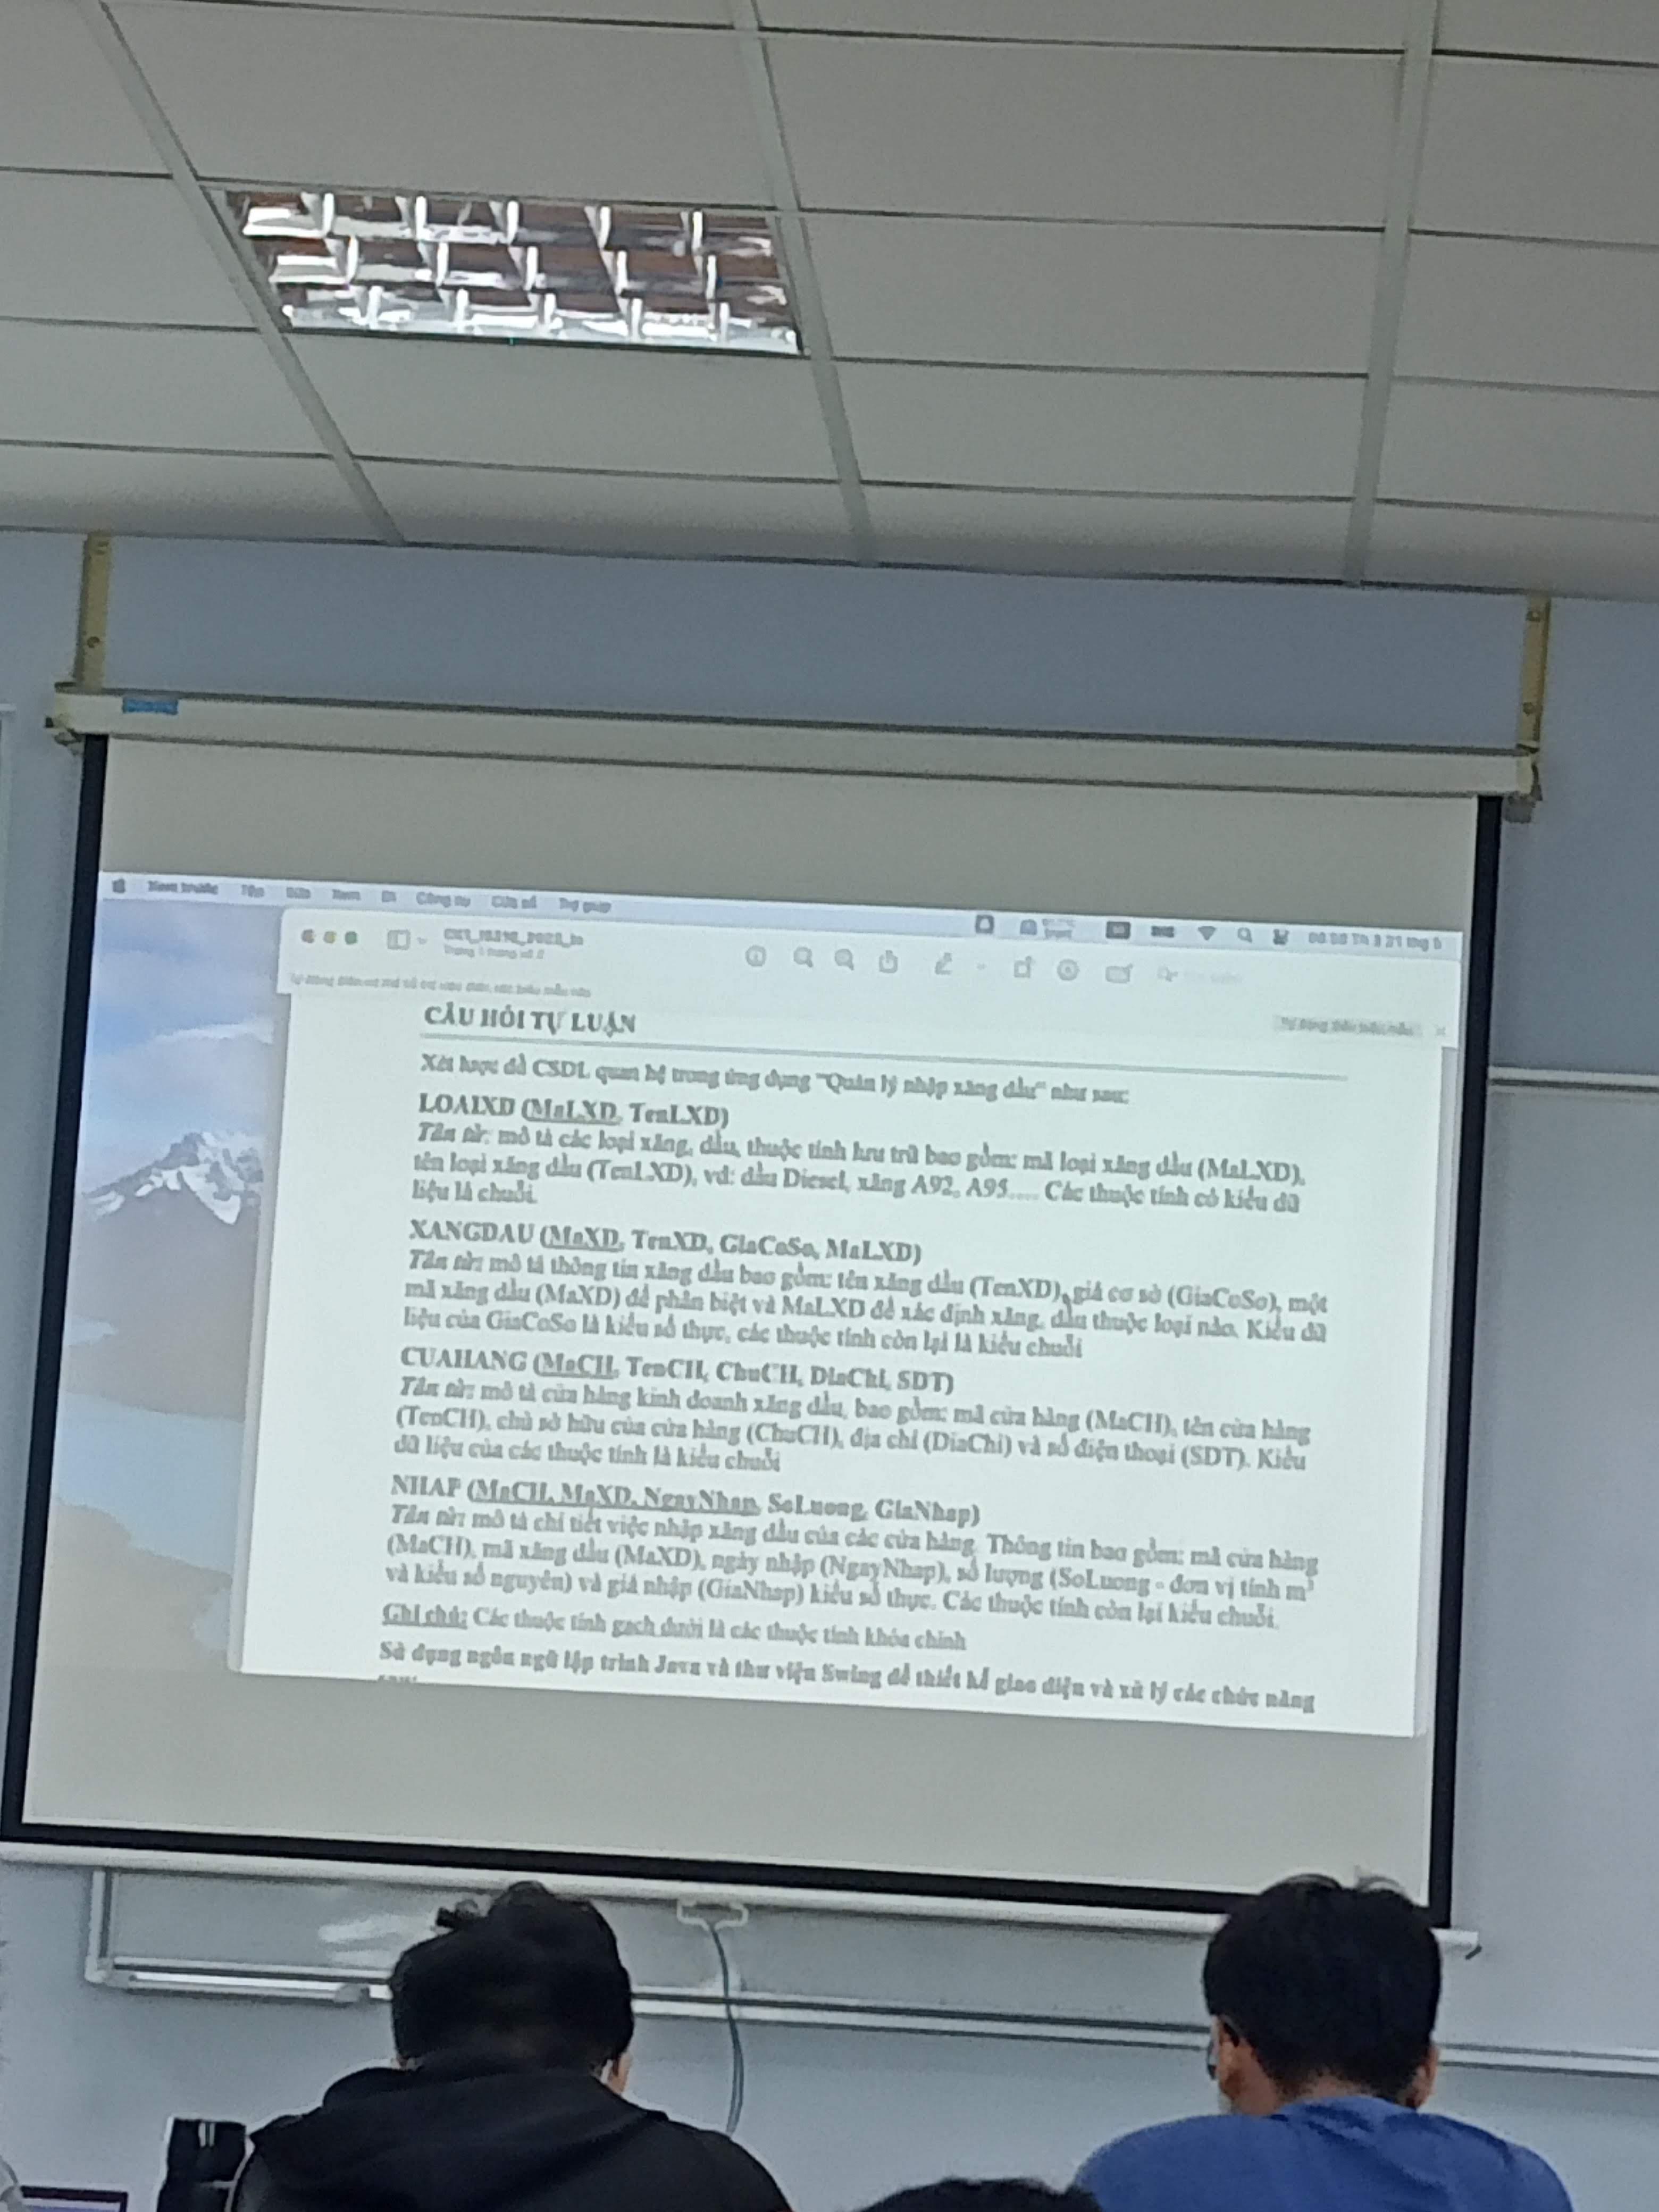 Xem trước Tệp Sửa Xem Đi Công cụ Cửa sổ Trợ giúp
CÂU HỎI TỰ LUẬN
Xét lược đồ CSDL quan hệ trong ứng dụng "Quản lý nhập xăng dầu" như sau:
LOAIXD (MaLXD, TenLXD)
Tân từ: mô tả các loại xăng, dầu, thuộc tính lưu trữ bao gồm: mã loại xăng dầu (MaLXD),
tên loại xăng dầu (TenLXD), vd: dầu Diesel, xăng A92, A95.... Các thuộc tính có kiểu dữ
liệu là chuỗi.
XANGDAU (MaXD, TenXD, GiaCoSo, MaLXD)
Tân từ: mô tả thông tin xăng dầu bao gồm: tên xăng dầu (TenXD), giá cơ sở (GiaCoSo), một
mã xăng dầu (MaXD) để phân biệt và MaLXD để xác định xăng, dầu thuộc loại nào. Kiểu dữ
liệu của GiaCoSo là kiểu số thực, các thuộc tính còn lại là kiểu chuỗi
CUAHANG (MaCH, TenCH, ChuCH, DiaChi, SDT)
Tân từ: mô tả cửa hàng kinh doanh xăng dầu, bao gồm: mã cửa hàng (MaCH), tên cửa hàng
(TenCH), chủ sở hữu của cửa hàng (ChuCH), địa chỉ (DiaChi) và số điện thoại (SDT). Kiểu
dữ liệu của các thuộc tính là kiểu chuỗi
NHAP (MaCH, MaXD, NgayNhap, SoLuong, GiaNhap)
Tân từ: mô tả chi tiết việc nhập xăng dầu của các cửa hàng. Thông tin bao gồm: mã cửa hàng
(MaCH), mã xăng dầu (MaXD), ngày nhập (NgayNhap), số lượng (SoLuong - đơn vị tính m³
và kiểu số nguyên) và giá nhập (GiaNhap) kiểu số thực. Các thuộc tính còn lại kiểu chuỗi.
Ghi chú: Các thuộc tính gạch dưới là các thuộc tính khóa chính
Sử dụng ngôn ngữ lập trình Java và thư viện Swing để thiết kế giao diện và xử lý các chức năng